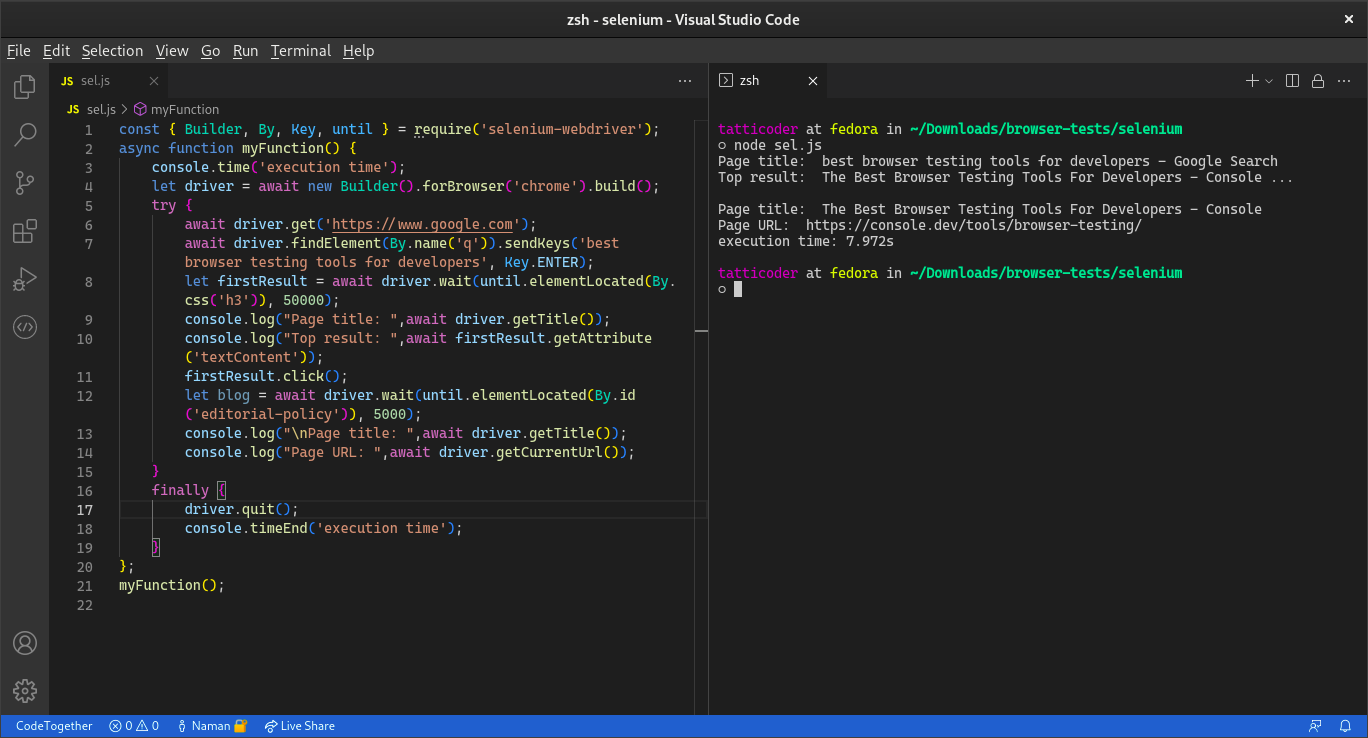 zsh - selenium - Visual Studio Code
File Edit Selection View Go Run Terminal Help
JS sel.js
JS sel.js > myFunction
1 const { Builder, By, Key, until } = require('selenium-webdriver');
2 async function myFunction() {
3 console.time('execution time');
4 let driver = await new Builder().forBrowser('chrome').build();
5 try {
6 await driver.get('https://www.google.com');
7 await driver.findElement(By.name('q')).sendKeys('best
browser testing tools for developers', Key.ENTER);
8 let firstResult = await driver.wait(until.elementLocated(By.
css('h3')), 50000);
9 console.log("Page title: ",await driver.getTitle());
10 console.log("Top result: ",await firstResult.getAttribute
('textContent'));
11 firstResult.click();
12 let blog = await driver.wait(until.elementLocated(By.id
('editorial-policy')), 5000);
13 console.log("\nPage title: ",await driver.getTitle());
14 console.log("Page URL: ",await driver.getCurrentUrl());
15 }
16 finally {
17 driver.quit();
18 console.timeEnd('execution time');
19 }
20 };
21 myFunction();
22
zsh
tatticoder at fedora in ~/Downloads/browser-tests/selenium
○ node sel.js
Page title:  best browser testing tools for developers - Google Search
Top result:  The Best Browser Testing Tools For Developers - Console ...
Page title:  The Best Browser Testing Tools For Developers - Console
Page URL:  https://console.dev/tools/browser-testing/
execution time: 7.972s
tatticoder at fedora in ~/Downloads/browser-tests/selenium
○
CodeTogether 0 0 Naman Live Share